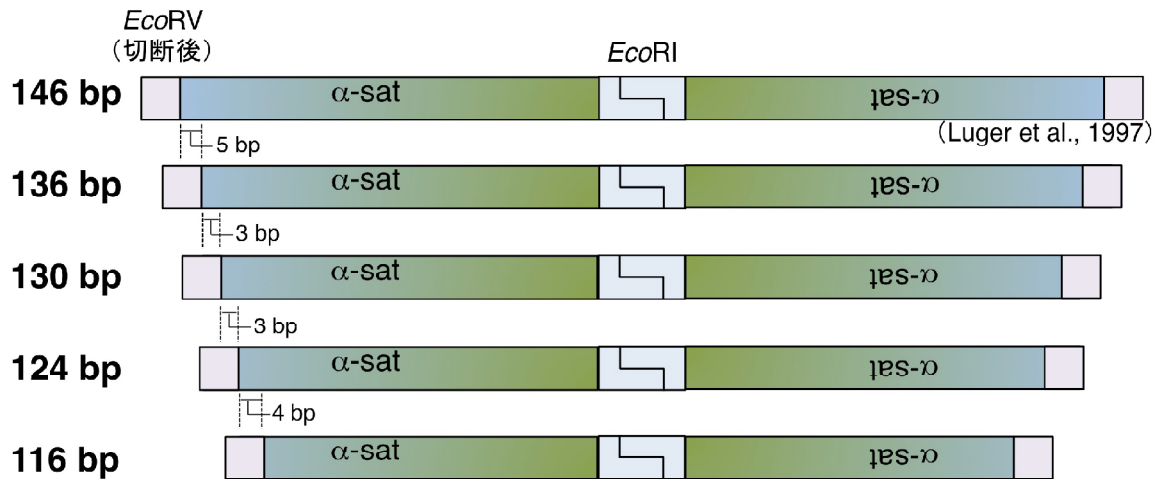 EcoRV
（切断後）
EcoRI
146 bp
α-sat
α-sat
(Luger et al., 1997)
5 bp
136 bp
α-sat
α-sat
3 bp
130 bp
α-sat
3 bp
124 bp
α-sat
α-sat
4 bp
116 bp
α-sat
α-sat